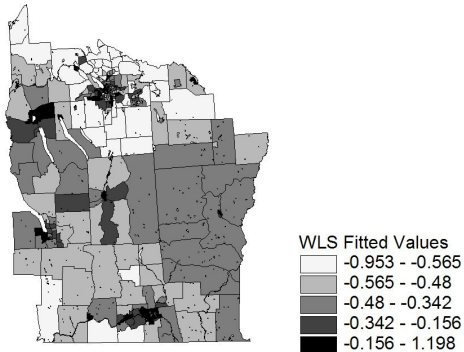 WLS Fitted Values
-0.953 - -0.565
-0.565 - -0.48
-0.48 - -0.342
-0.342 - -0.156
-0.156 - 1.198